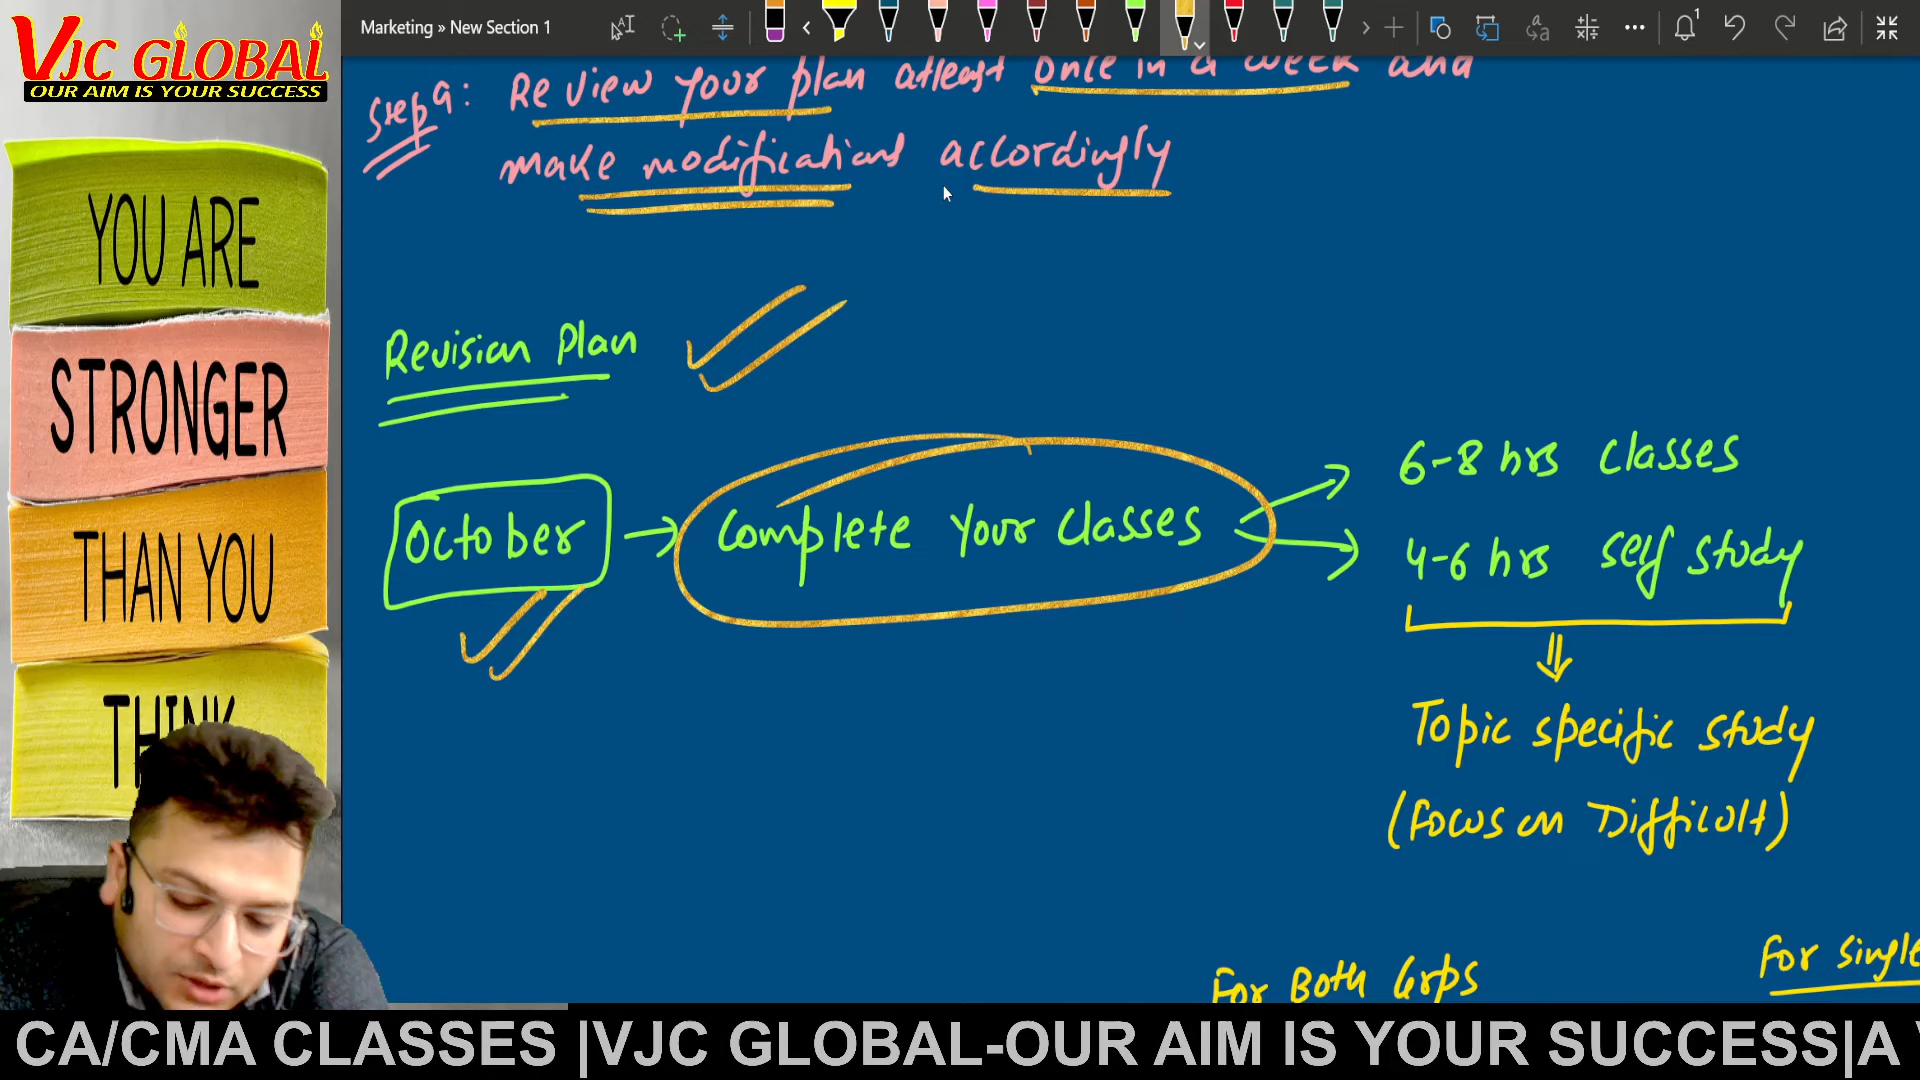 VJC GLOBAL
OUR AIM IS YOUR SUCCESS
Marketing » New Section 1
YOU ARE
STRONGER
THAN YOU
THINK
Step 9: Review your plan atleast once in a week and
make modifications accordingly
Revision Plan
October → Complete Your Classes
6-8 hrs classes
4-6 hrs self study
Topic specific study
(Focus on Difficult)
For Both Grps
For Single
CA/CMA CLASSES |VJC GLOBAL-OUR AIM IS YOUR SUCCESS|A